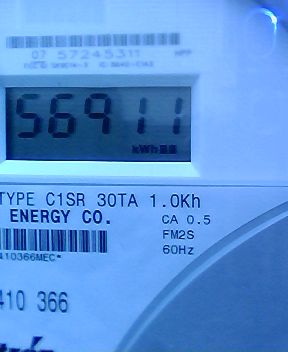 07 57245311
56911
kWh
TYPE C1SR 30TA 1.0Kh
ENERGY CO.
CA 0.5
FM2S
60Hz
410366MEC*
410 366